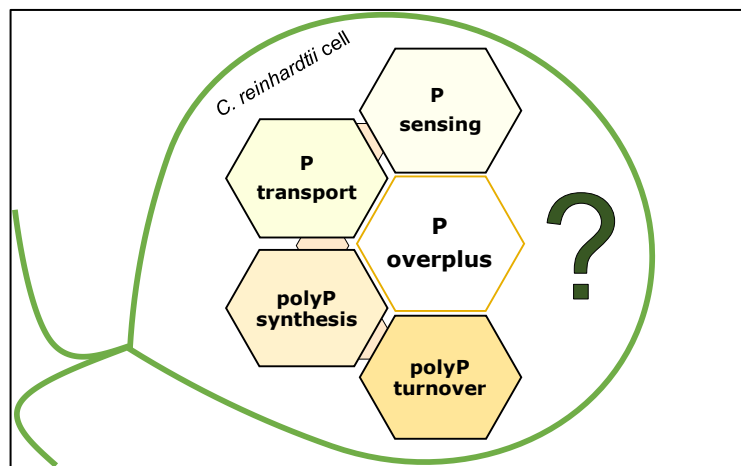 C. reinhardtii cell
P
sensing
P
transport
P
overplus
?
polyP
synthesis
polyP
turnover